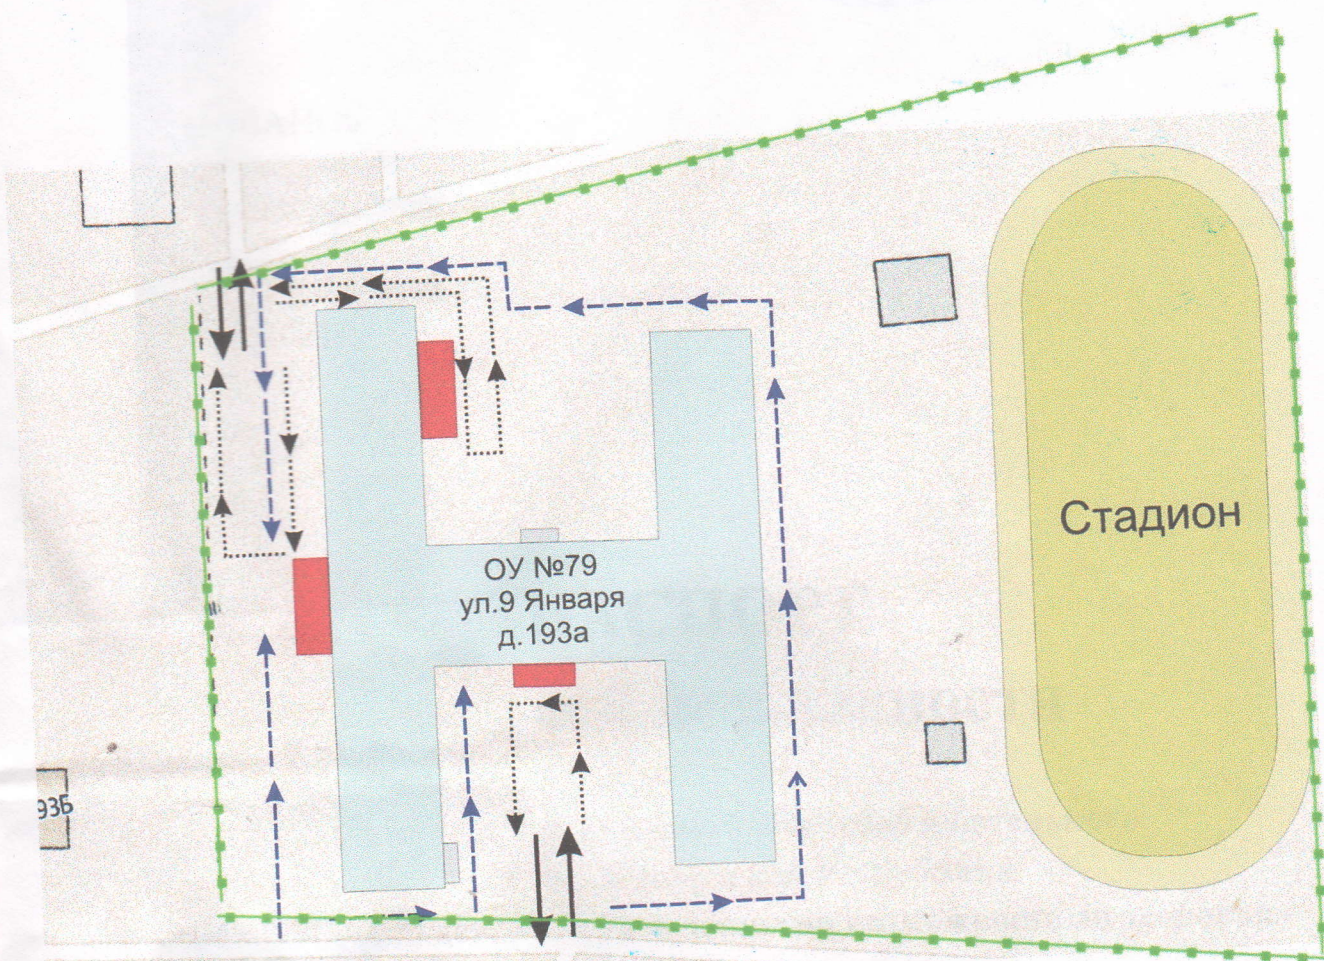 Стадион
ОУ №79
ул.9 Января
д.193а
93Б